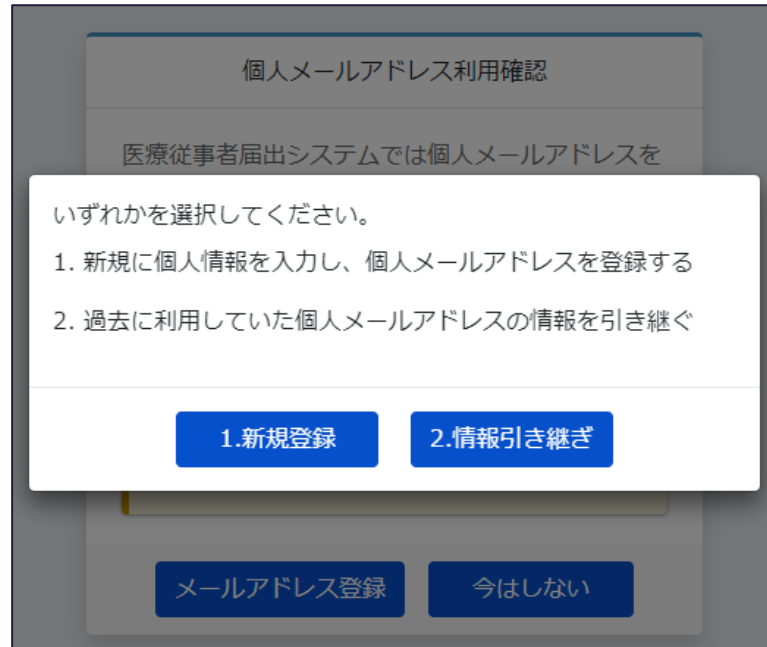 個人メールアドレス利用確認
医療従事者届出システムでは個人メールアドレスを
いずれかを選択してください。
1. 新規に個人情報を入力し、個人メールアドレスを登録する
2. 過去に利用していた個人メールアドレスの情報を引き継ぐ
1.新規登録 2.情報引き継ぎ
メールアドレス登録 今はしない